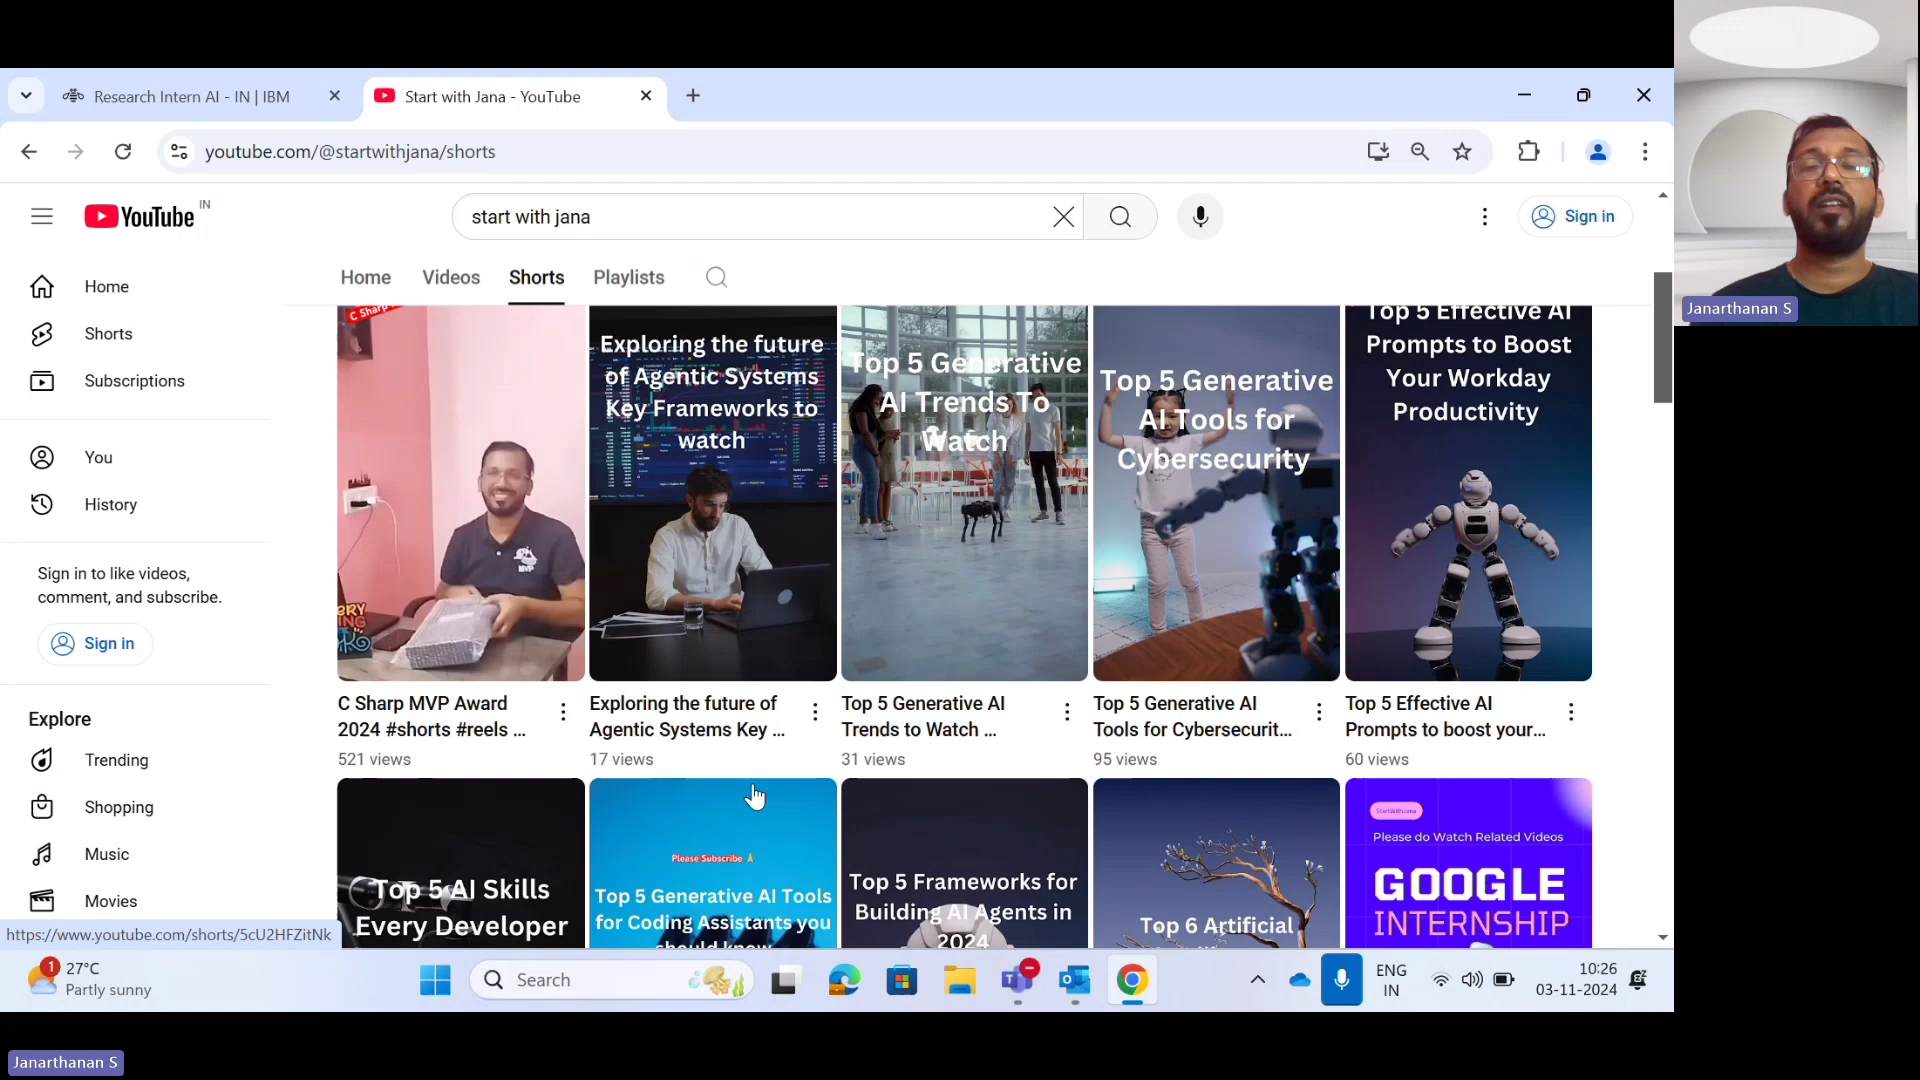 Research Intern AI - IN | IBM
Start with Jana - YouTube
youtube.com/@startwithjana/shorts
YouTube IN
start with jana
Sign in
Home
Videos
Shorts
Playlists
Home
Shorts
Subscriptions
You
History
Sign in to like videos,
comment, and subscribe.
Sign in
Explore
Trending
Shopping
Music
Movies
C Sharp
MVP
Exploring the future
of Agentic Systems
Key Frameworks to
watch
Top 5 Generative
AI Trends To
Watch
Top 5 Generative
AI Tools for
Cybersecurity
Top 5 Effective AI
Prompts to Boost
Your Workday
Productivity
C Sharp MVP Award
2024 #shorts #reels ...
521 views
Exploring the future of
Agentic Systems Key ...
17 views
Top 5 Generative AI
Trends to Watch ...
31 views
Top 5 Generative AI
Tools for Cybersecurit...
95 views
Top 5 Effective AI
Prompts to boost your...
60 views
Top 5 AI Skills
Every Developer
Please Subscribe
Top 5 Generative AI Tools
for Coding Assistants you
should know
Top 5 Frameworks for
Building AI Agents in
2024
Top 6 Artificial
StartWithJana
Please do Watch Related Videos
GOOGLE
INTERNSHIP
https://www.youtube.com/shorts/5cU2HFZitNk
1
27°C
Partly sunny
Search
ENG
IN
10:26
03-11-2024
Janarthanan S
Janarthanan S